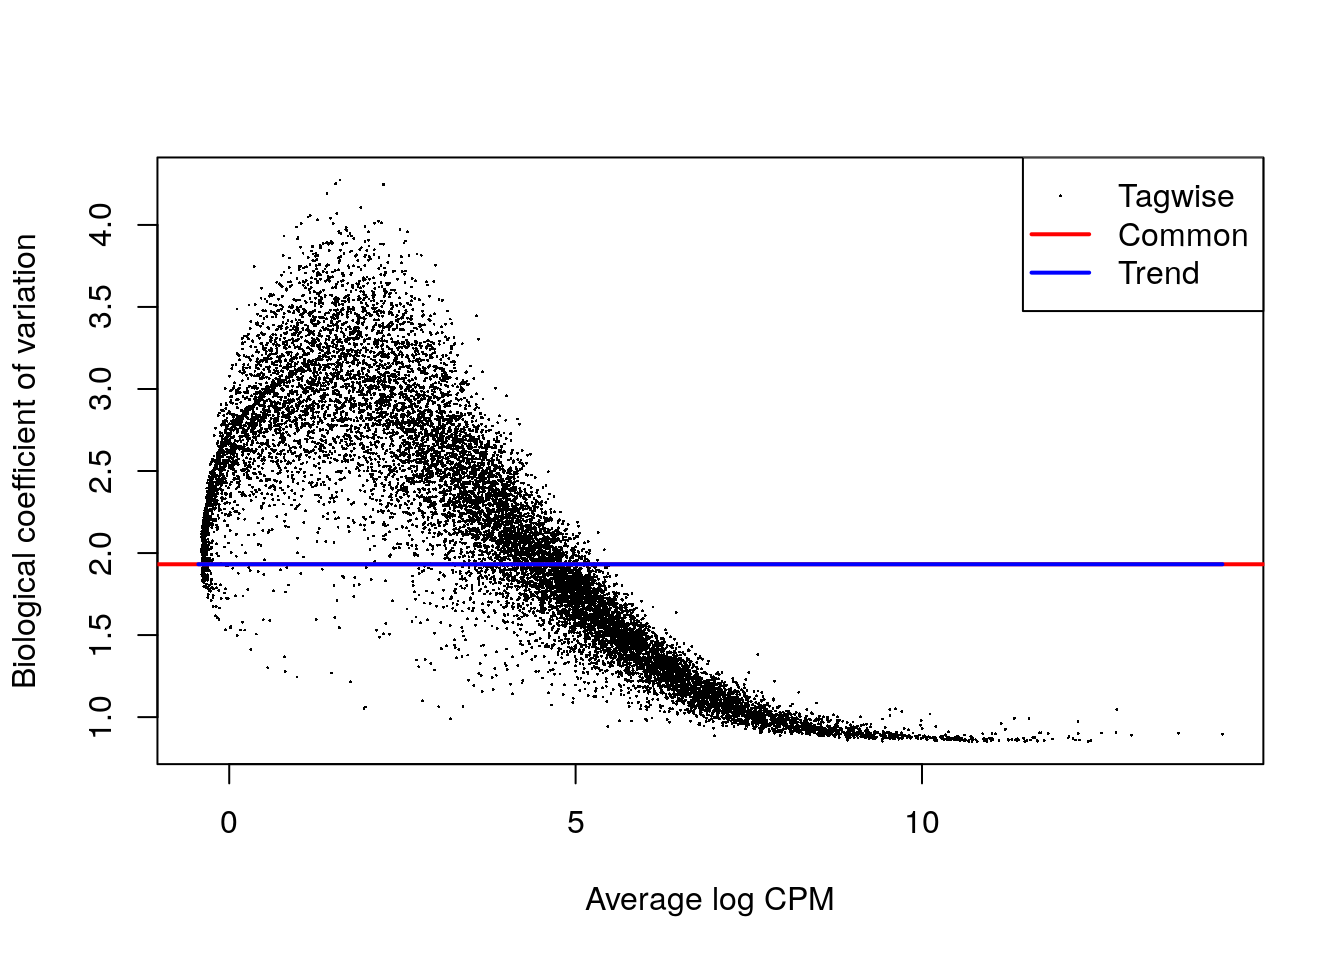 Tagwise
Common
Trend
Biological coefficient of variation
4.0
3.5
3.0
2.5
2.0
1.5
1.0
0
5
10
Average log CPM